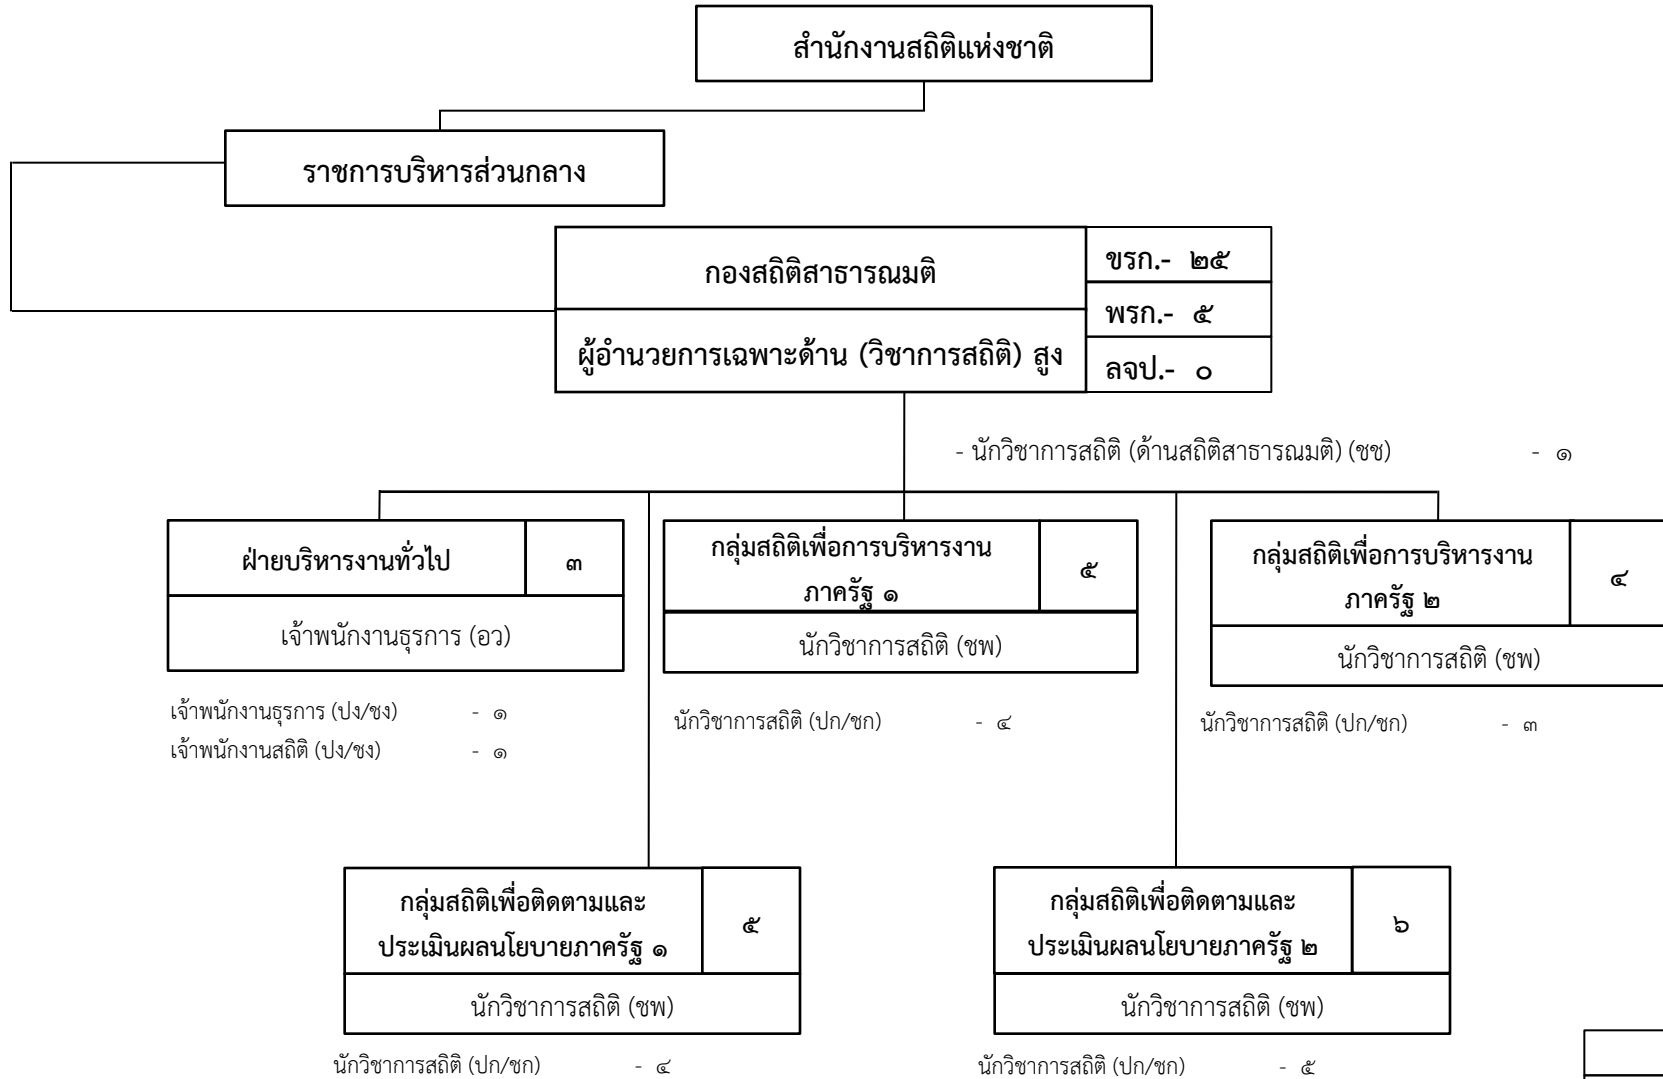 สำนักงานสถิติแห่งชาติ
ราชการบริหารส่วนกลาง
กองสถิติสาธารณมติ
ขรก.- ๒๕
พรก.- ๕
ผู้อำนวยการเฉพาะด้าน (วิชาการสถิติ) สูง
ลจป.- ๐
- นักวิชาการสถิติ (ด้านสถิติสาธารณมติ) (ชช) - ๑
ฝ่ายบริหารงานทั่วไป ๓
เจ้าพนักงานธุรการ (อว)
เจ้าพนักงานธุรการ (ปง/ชง) - ๑
เจ้าพนักงานสถิติ (ปง/ชง) - ๑
กลุ่มสถิติเพื่อการบริหารงาน
ภาครัฐ ๑
๕
นักวิชาการสถิติ (ชพ)
นักวิชาการสถิติ (ปก/ชก) - ๔
กลุ่มสถิติเพื่อการบริหารงาน
ภาครัฐ ๒
๔
นักวิชาการสถิติ (ชพ)
นักวิชาการสถิติ (ปก/ชก) - ๓
กลุ่มสถิติเพื่อติดตามและ
ประเมินผลนโยบายภาครัฐ ๑
๕
นักวิชาการสถิติ (ชพ)
นักวิชาการสถิติ (ปก/ชก) - ๔
กลุ่มสถิติเพื่อติดตามและ
ประเมินผลนโยบายภาครัฐ ๒
๖
นักวิชาการสถิติ (ชพ)
นักวิชาการสถิติ (ปก/ชก) - ๕